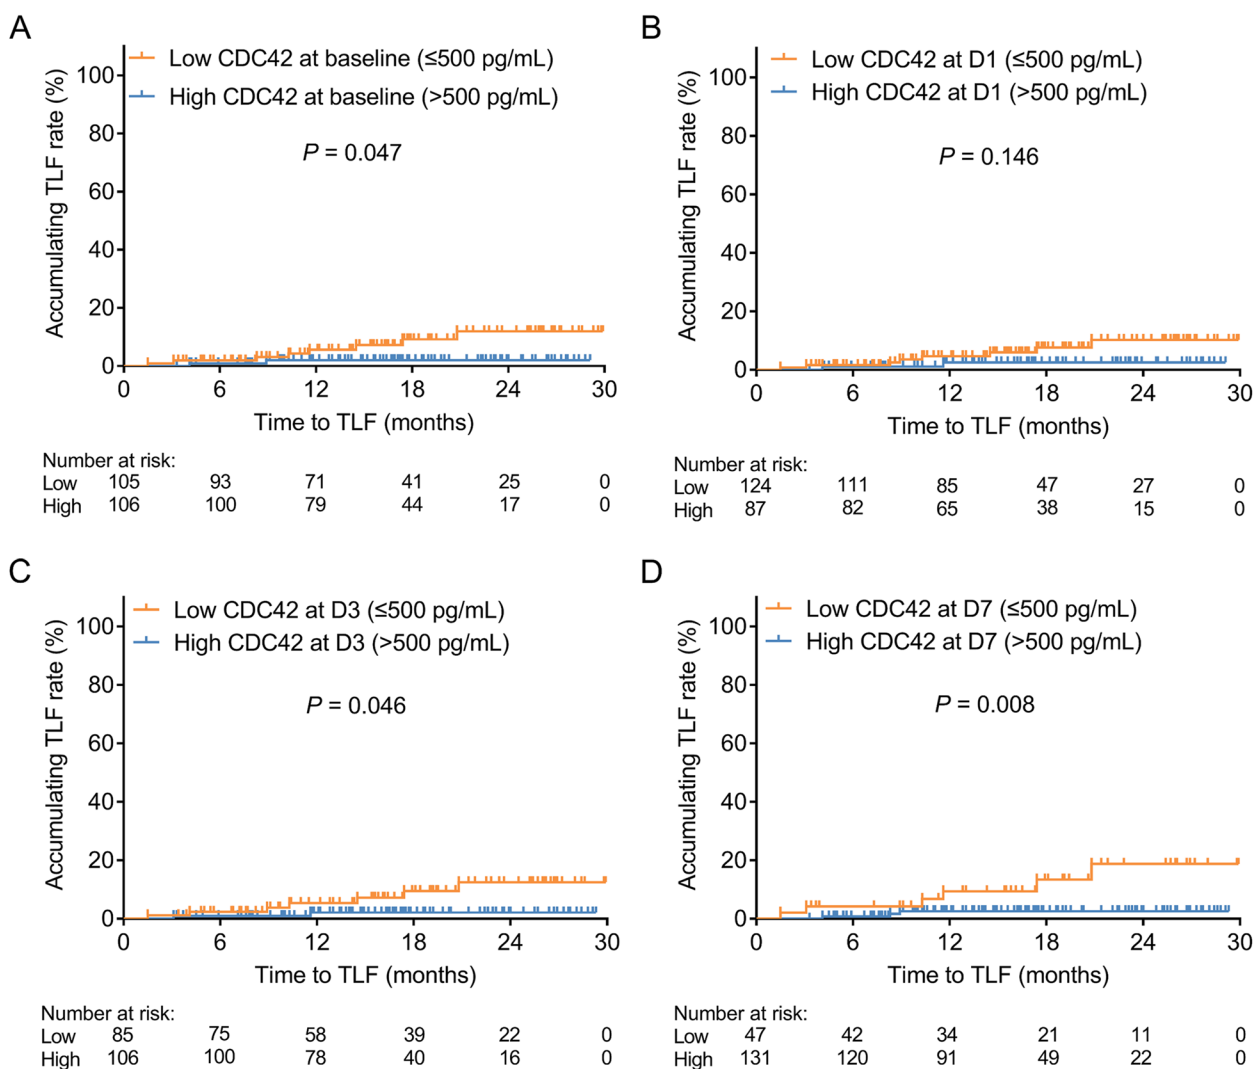 A
Low CDC42 at baseline (≤500 pg/mL)
High CDC42 at baseline (>500 pg/mL)
P = 0.047
Accumulating TLF rate (%)
100
80
60
40
20
0
0 6 12 18 24 30
Time to TLF (months)
Number at risk:
Low 105 93 71 41 25 0
High 106 100 79 44 17 0
B
Low CDC42 at D1 (≤500 pg/mL)
High CDC42 at D1 (>500 pg/mL)
P = 0.146
Accumulating TLF rate (%)
100
80
60
40
20
0
0 6 12 18 24 30
Time to TLF (months)
Number at risk:
Low 124 111 85 47 27 0
High 87 82 65 38 15 0
C
Low CDC42 at D3 (≤500 pg/mL)
High CDC42 at D3 (>500 pg/mL)
P = 0.046
Accumulating TLF rate (%)
100
80
60
40
20
0
0 6 12 18 24 30
Time to TLF (months)
Number at risk:
Low 85 75 58 39 22 0
High 106 100 78 40 16 0
D
Low CDC42 at D7 (≤500 pg/mL)
High CDC42 at D7 (>500 pg/mL)
P = 0.008
Accumulating TLF rate (%)
100
80
60
40
20
0
0 6 12 18 24 30
Time to TLF (months)
Number at risk:
Low 47 42 34 21 11 0
High 131 120 91 49 22 0